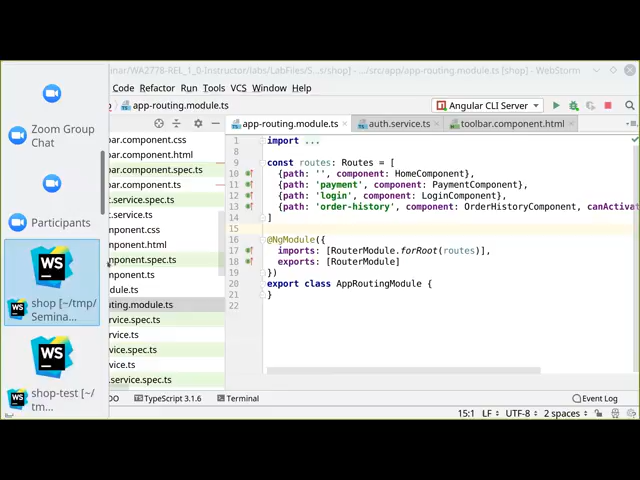 inar/WA2778-REL_1_0-Instructor/labs/LabFiles/S...s/shop] - .../src/app/app-routing.module.ts [shop] - WebStorm
Code Refactor Run Tools VCS Window Help
app-routing.module.ts
Angular CLI Server
Zoom Group Chat
Participants
shop [~/tmp/
Semina...
shop-test [~/
tm...
bar.component.css
bar.component.html
bar.component.spec.ts
bar.component.ts
t.service.spec.ts
t.service.ts
mponent.css
mponent.html
mponent.spec.ts
mponent.ts
dule.ts
uting.module.ts
service.spec.ts
service.ts
vice.spec.ts
vice.ts
.service.spec.ts
app-routing.module.ts
auth.service.ts
toolbar.component.html
1 import ...
8
9 const routes: Routes = [
10 {path: '', component: HomeComponent},
11 {path: 'payment', component: PaymentComponent},
12 {path: 'login', component: LoginComponent},
13 {path: 'order-history', component: OrderHistoryComponent, canActiva
14 ]
15
16 @NgModule({
17 imports: [RouterModule.forRoot(routes)],
18 exports: [RouterModule]
19 })
20 export class AppRoutingModule {
21 }
22
DO TypeScript 3.1.6 Terminal Event Log
15:1 LF UTF-8 2 spaces